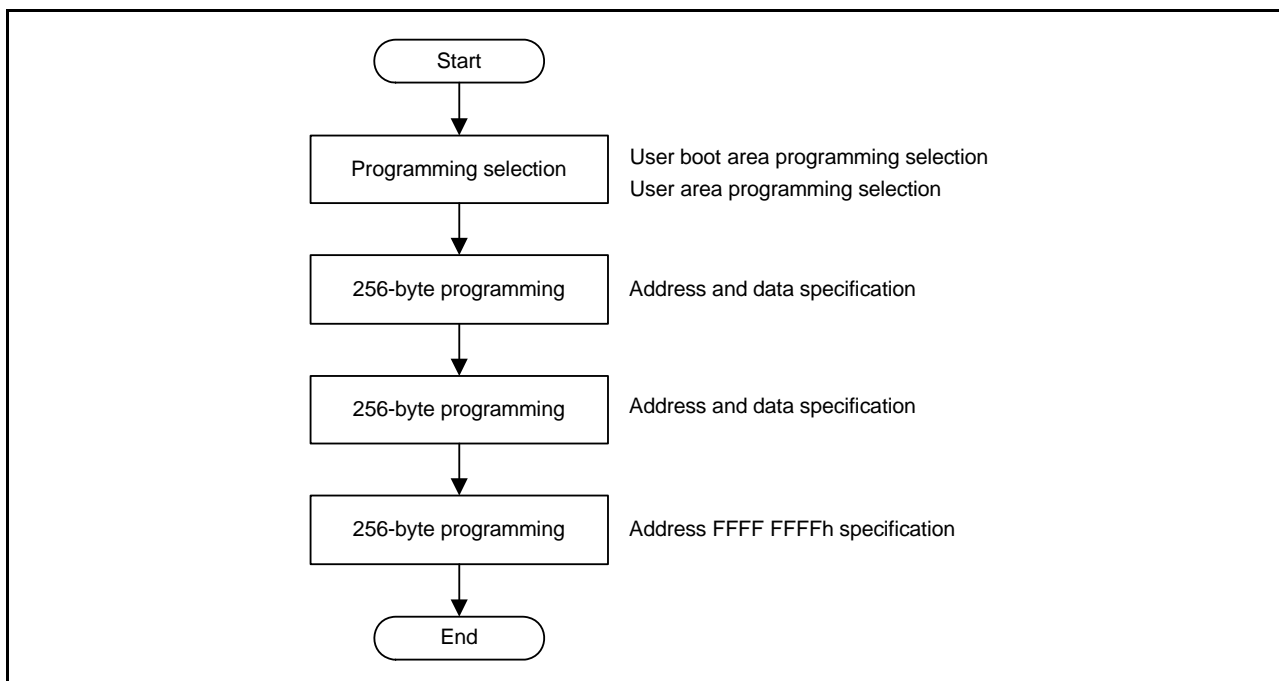 Start
Programming selection
User boot area programming selection
User area programming selection
256-byte programming
Address and data specification
256-byte programming
Address and data specification
256-byte programming
Address FFFF FFFFh specification
End